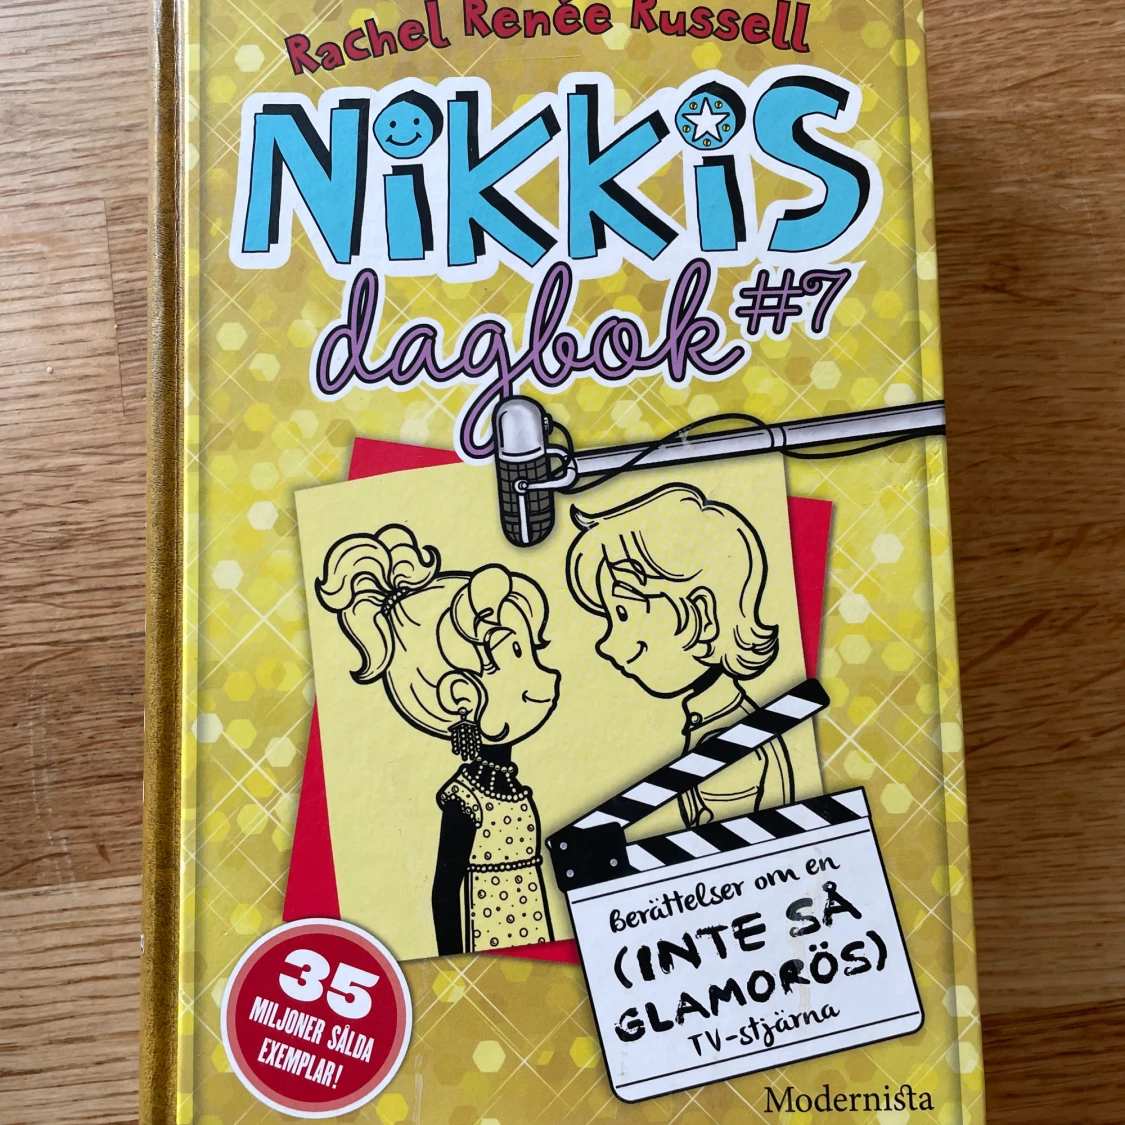 Rachel Renée Russell
NiKKiS
dagbok #7
Berättelser om en
(INTE SÅ
GLAMORÖS)
TV-stjärna
35
MILJONER SÅLDA
EXEMPLAR!
Modernista